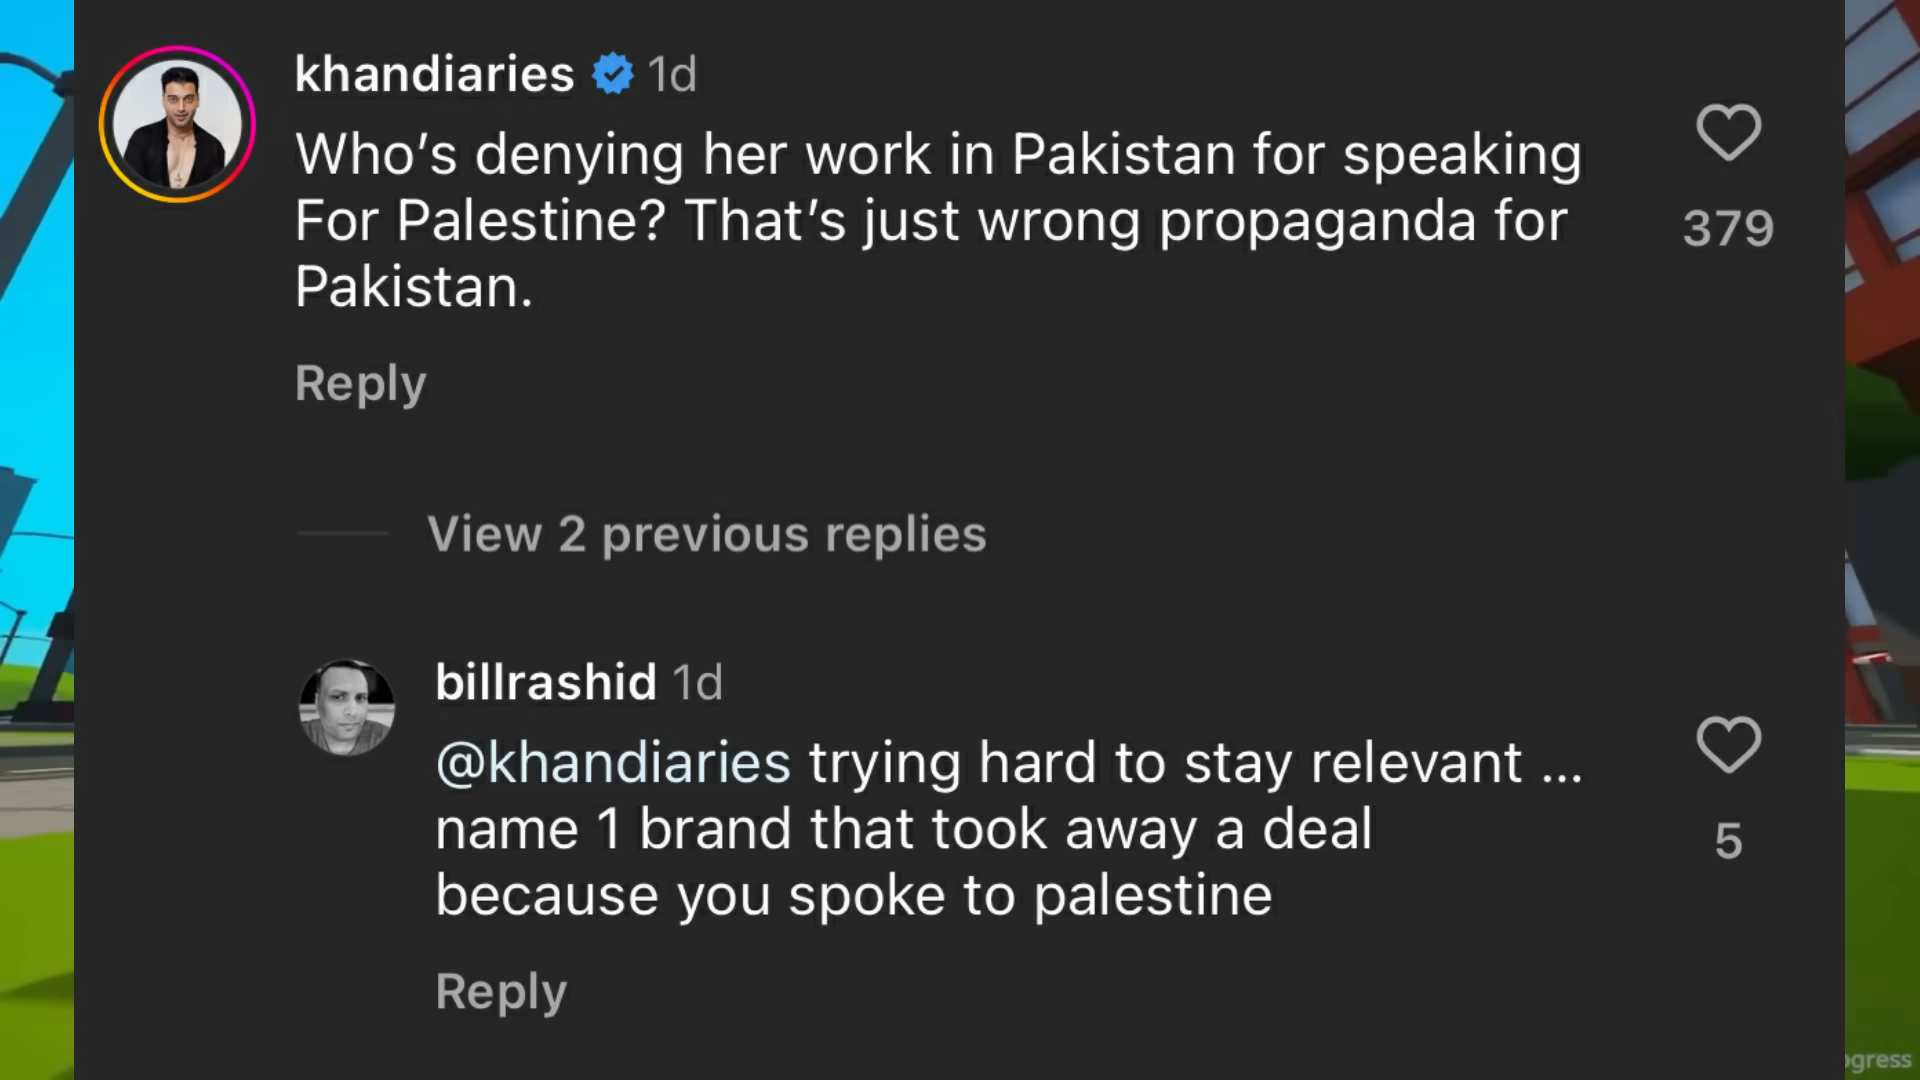 khandiaries 1d
Who's denying her work in Pakistan for speaking
For Palestine? That's just wrong propaganda for
Pakistan.
379
Reply
View 2 previous replies
billrashid 1d
@khandiaries trying hard to stay relevant ...
name 1 brand that took away a deal
because you spoke to palestine
5
Reply